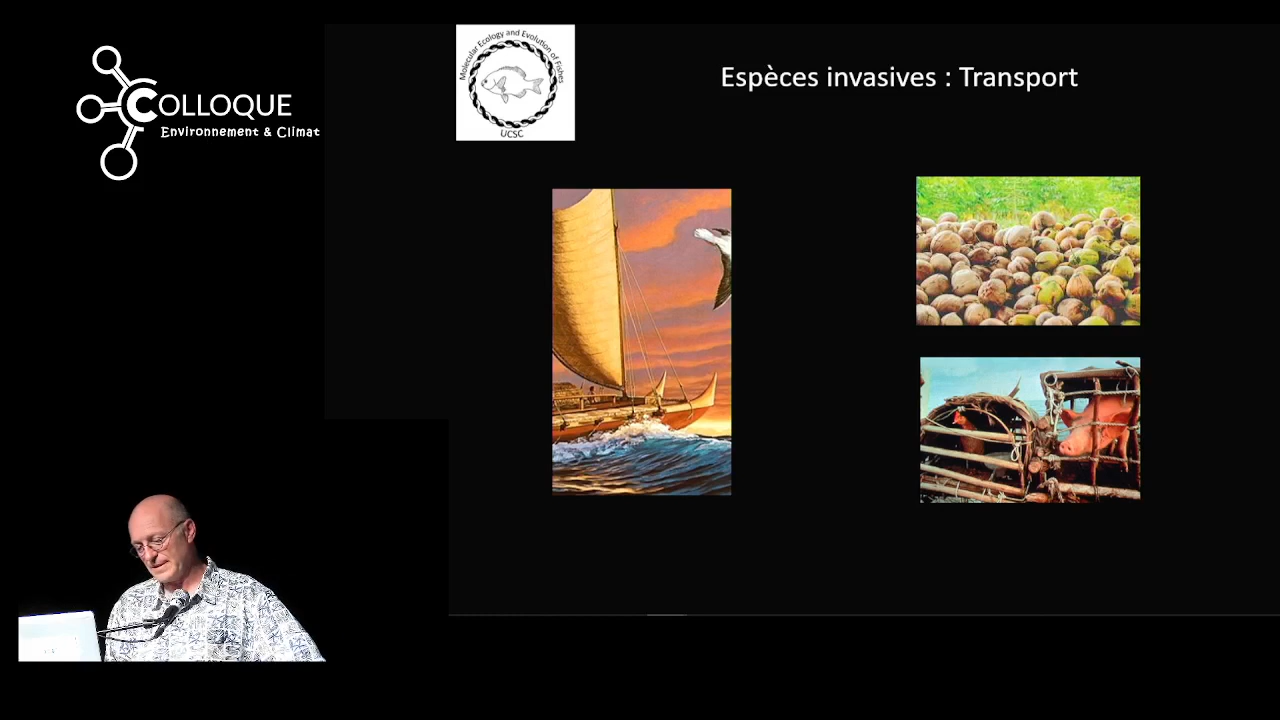 COLLOQUE
Environnement & Climat
Molecular Ecology and Evolution of Fishes
UCSC
Espèces invasives : Transport